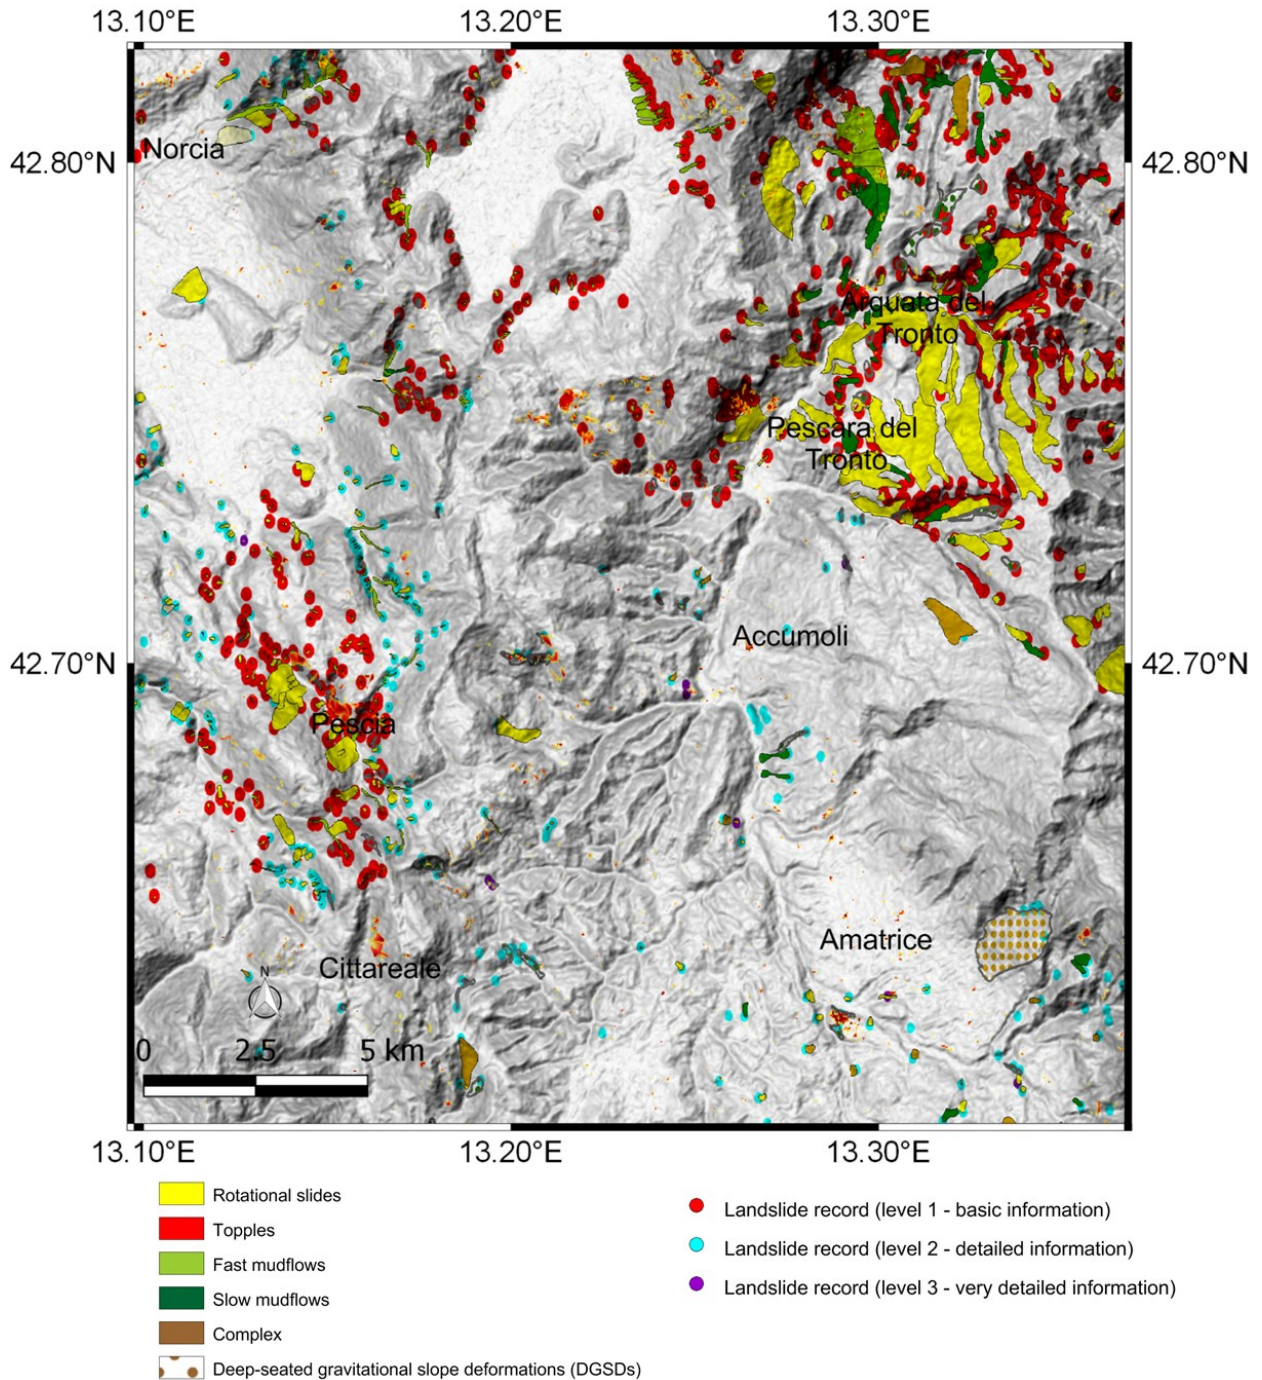 13.10°E 13.20°E 13.30°E
Norcia
42.80°N 42.80°N
Arquata del
Tronto
Pescara del
Tronto
Accumoli
42.70°N 42.70°N
Pescia
Amatrice
Cittareale
N
0 2.5 5 km
13.10°E 13.20°E 13.30°E
Rotational slides
Topples
Fast mudflows
Slow mudflows
Complex
Deep-seated gravitational slope deformations (DGSDs)
Landslide record (level 1 - basic information)
Landslide record (level 2 - detailed information)
Landslide record (level 3 - very detailed information)